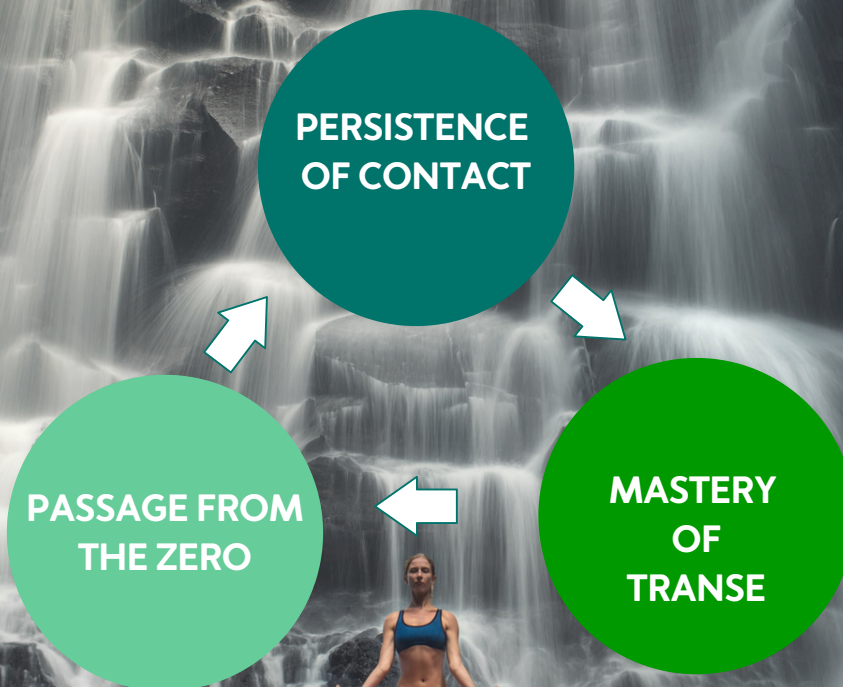 PERSISTENCE
OF CONTACT
MASTERY
OF
TRANSE
PASSAGE FROM
THE ZERO